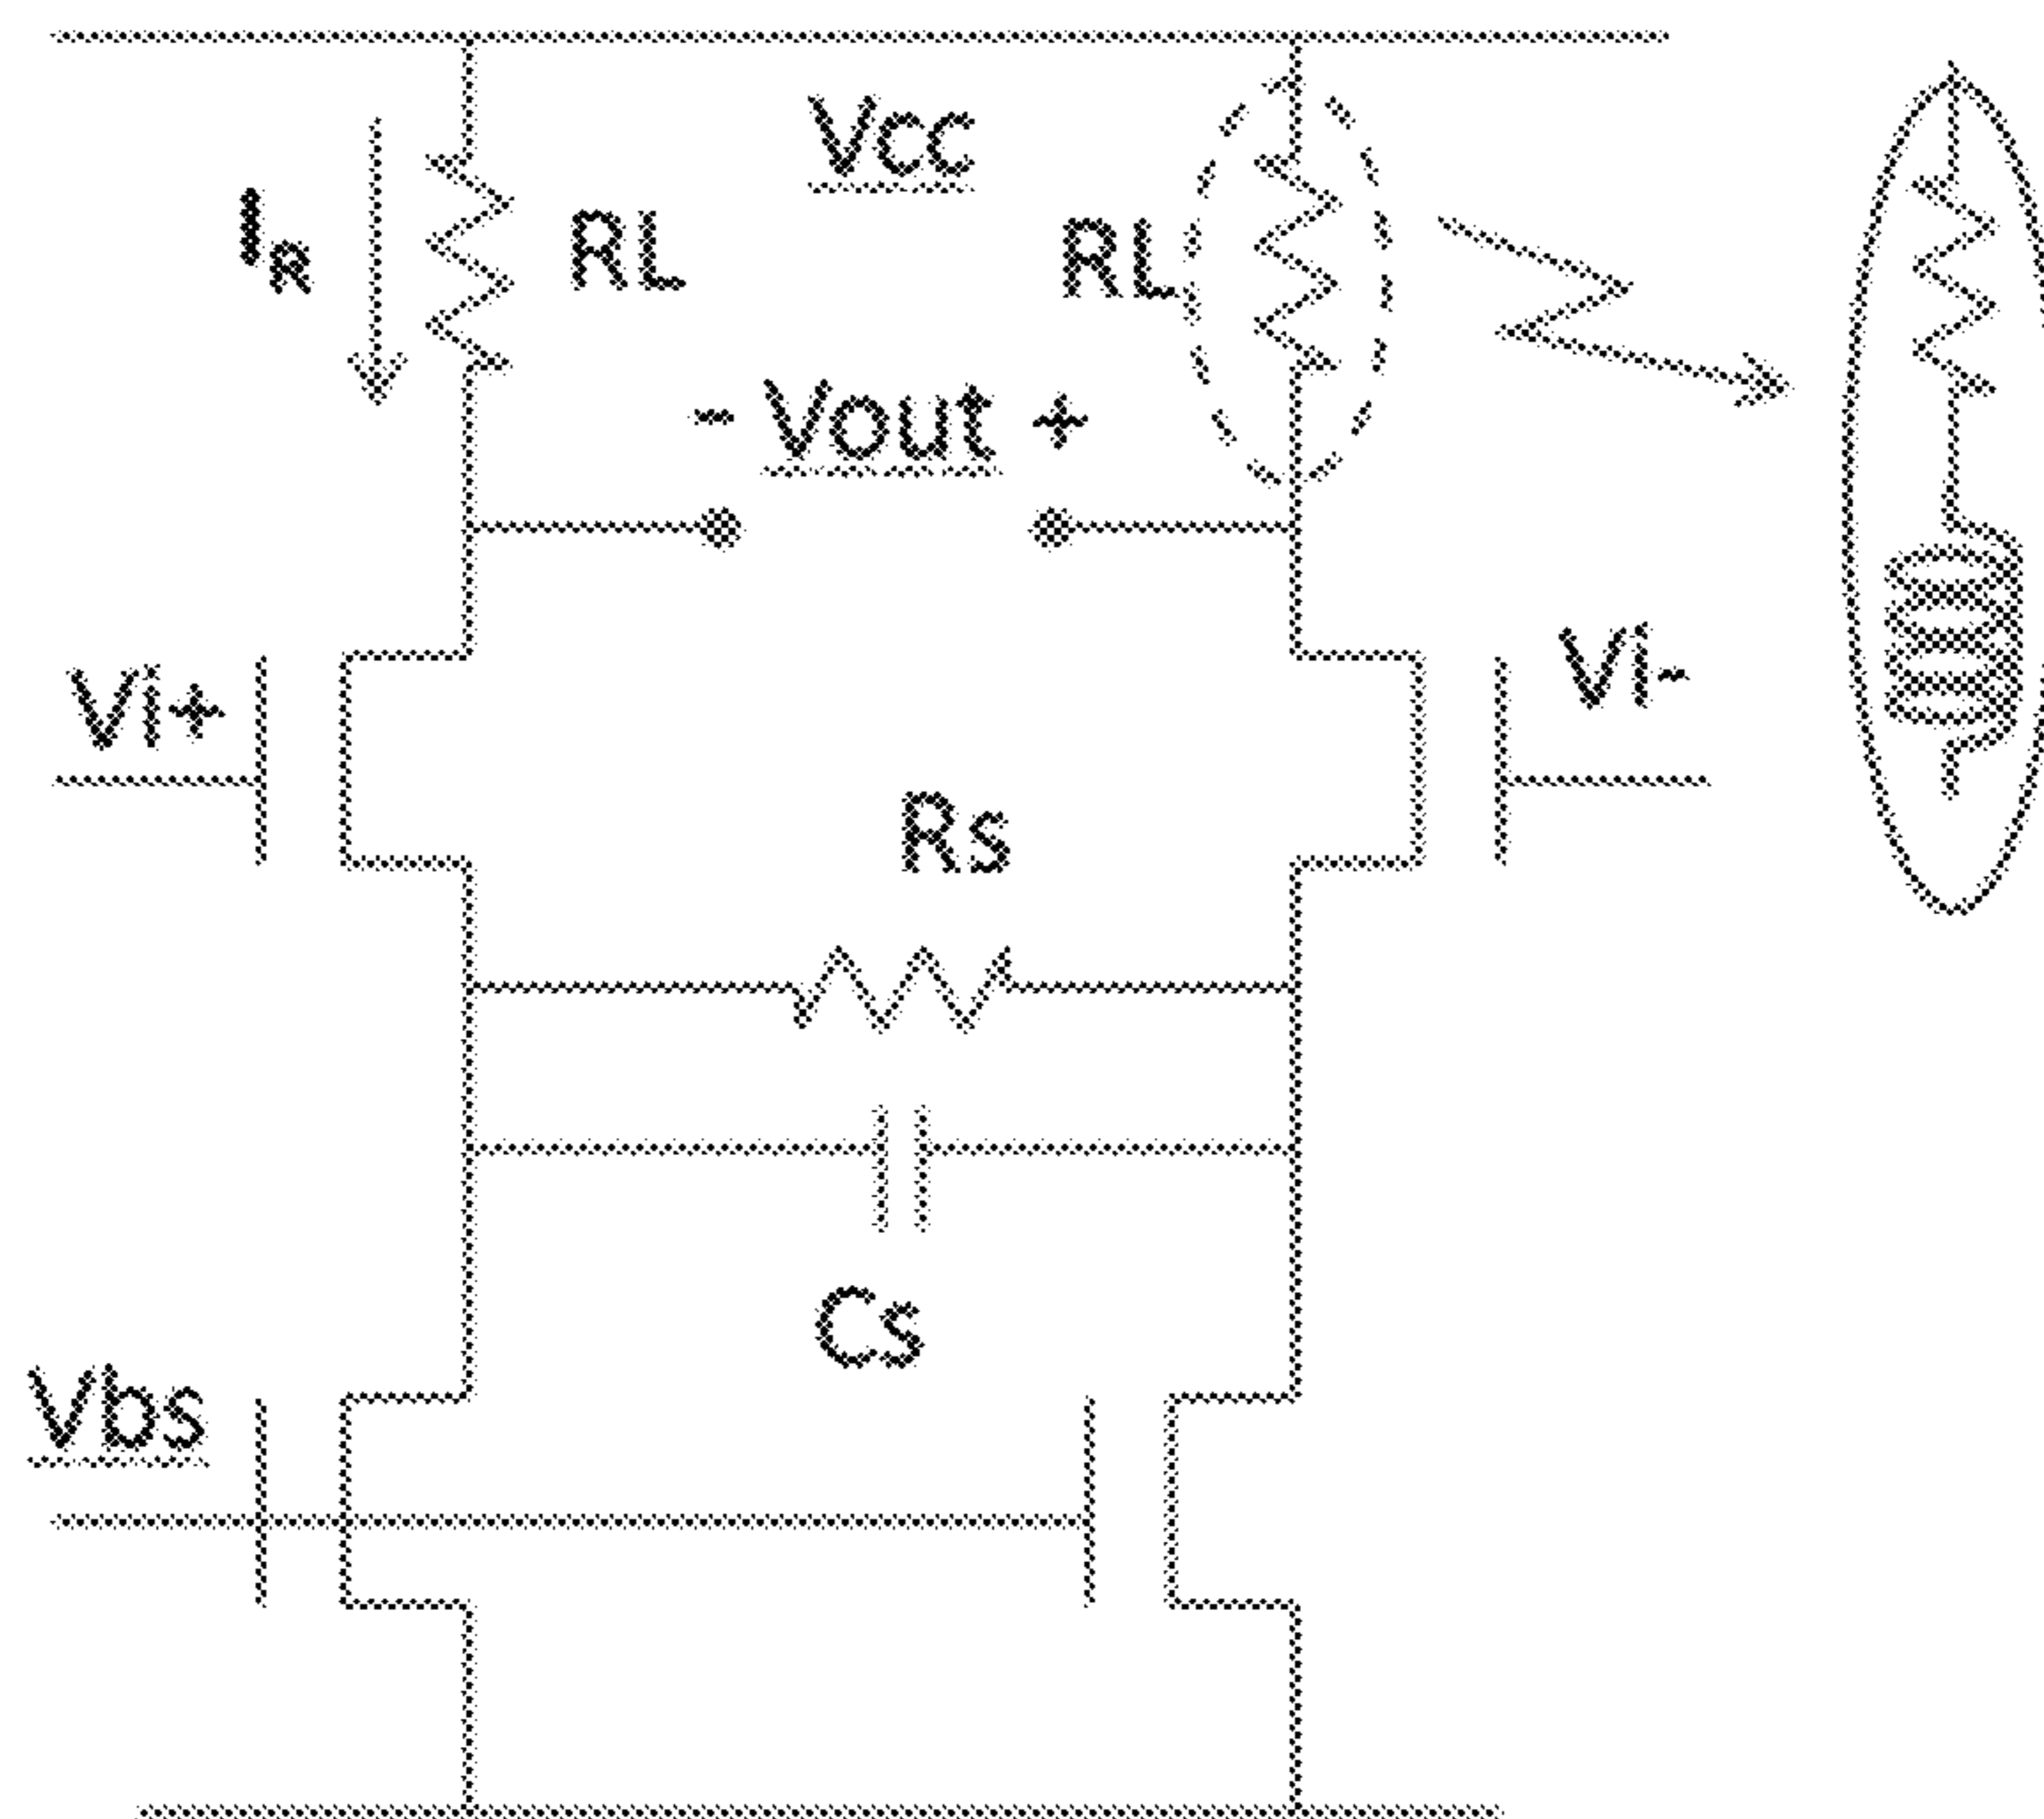 Vcc
IR
RL
RL
- Vout +
VI+
VI-
Rs
Cs
Vbs